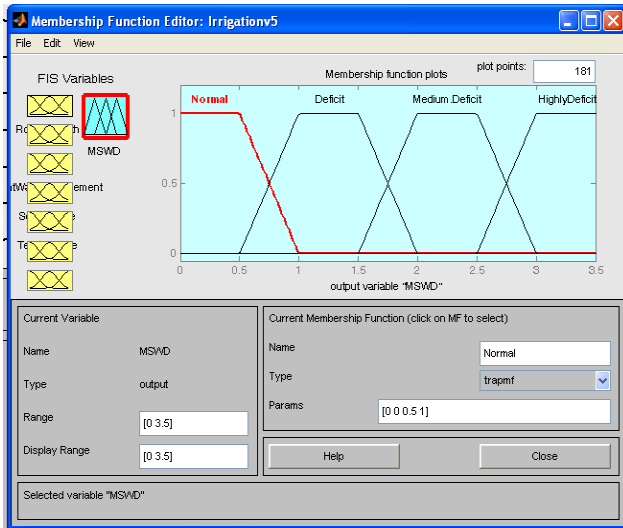 Membership Function Editor: Irrigationv5
File Edit View
FIS Variables
MSWD
Membership function plots
plot points: 181
Normal Deficit Medium.Deficit HighlyDeficit
1
0.5
0
0 0.5 1 1.5 2 2.5 3 3.5
output variable "MSWD"
Current Variable
Name MSWD
Type output
Range [0 3.5]
Display Range [0 3.5]
Current Membership Function (click on MF to select)
Name Normal
Type trapmf
Params [0 0 0.5 1]
Help Close
Selected variable "MSWD"